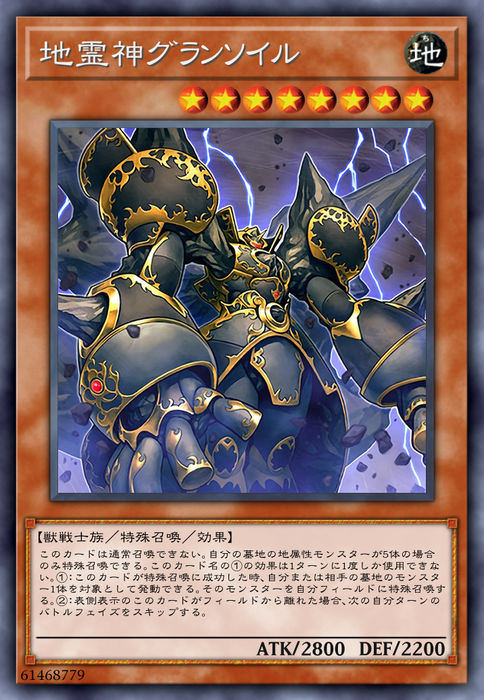 地霊神グランソイル
ち
地
【獣戦士族／特殊召喚／効果】
このカードは通常召喚できない。自分の墓地の地属性モンスターが5体の場合
のみ特殊召喚できる。このカード名の①の効果は1ターンに1度しか使用できな
い。①：このカードが特殊召喚に成功した時、自分または相手の墓地のモンスタ
ー1体を対象として発動できる。そのモンスターを自分フィールドに特殊召喚す
る。②：表側表示のこのカードがフィールドから離れた場合、次の自分ターンの
バトルフェイズをスキップする。
ATK/2800 DEF/2200
61468779